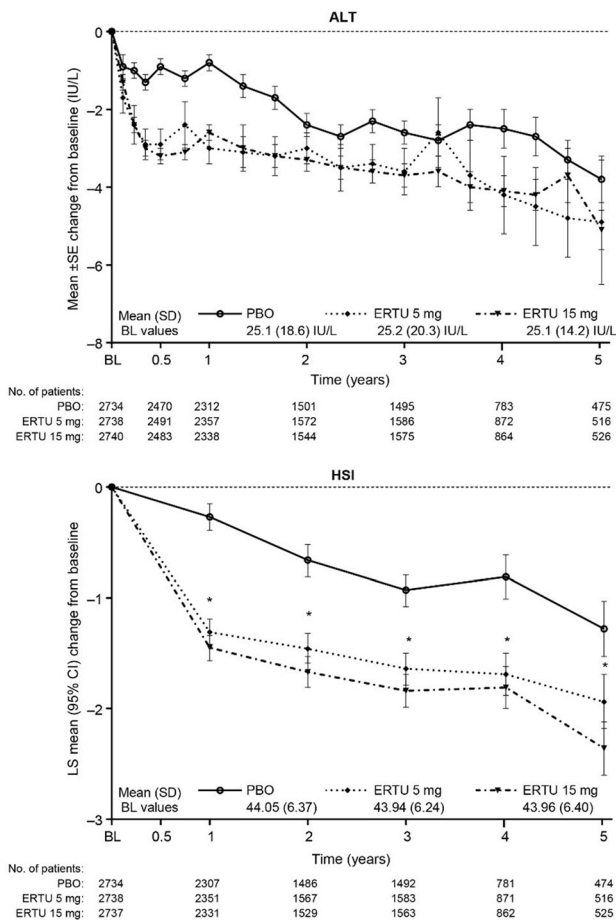 ALT
Mean ±SE change from baseline (IU/L)
0
–2
–4
–6
–8
Mean (SD) PBO ERTU 5 mg ERTU 15 mg
BL values 25.1 (18.6) IU/L 25.2 (20.3) IU/L 25.1 (14.2) IU/L
BL 0.5 1 2 3 4 5
Time (years)
No. of patients:
PBO: 2734 2470 2312 1501 1495 783 475
ERTU 5 mg: 2738 2491 2357 1572 1586 872 516
ERTU 15 mg: 2740 2483 2338 1544 1575 864 526
HSI
LS mean (95% CI) change from baseline
0
–1
–2
–3
* * * * *
Mean (SD) PBO ERTU 5 mg ERTU 15 mg
BL values 44.05 (6.37) 43.94 (6.24) 43.96 (6.40)
BL 0.5 1 2 3 4 5
Time (years)
No. of patients:
PBO: 2734 2307 1486 1492 781 474
ERTU 5 mg: 2738 2351 1567 1583 871 516
ERTU 15 mg: 2737 2331 1529 1563 862 525